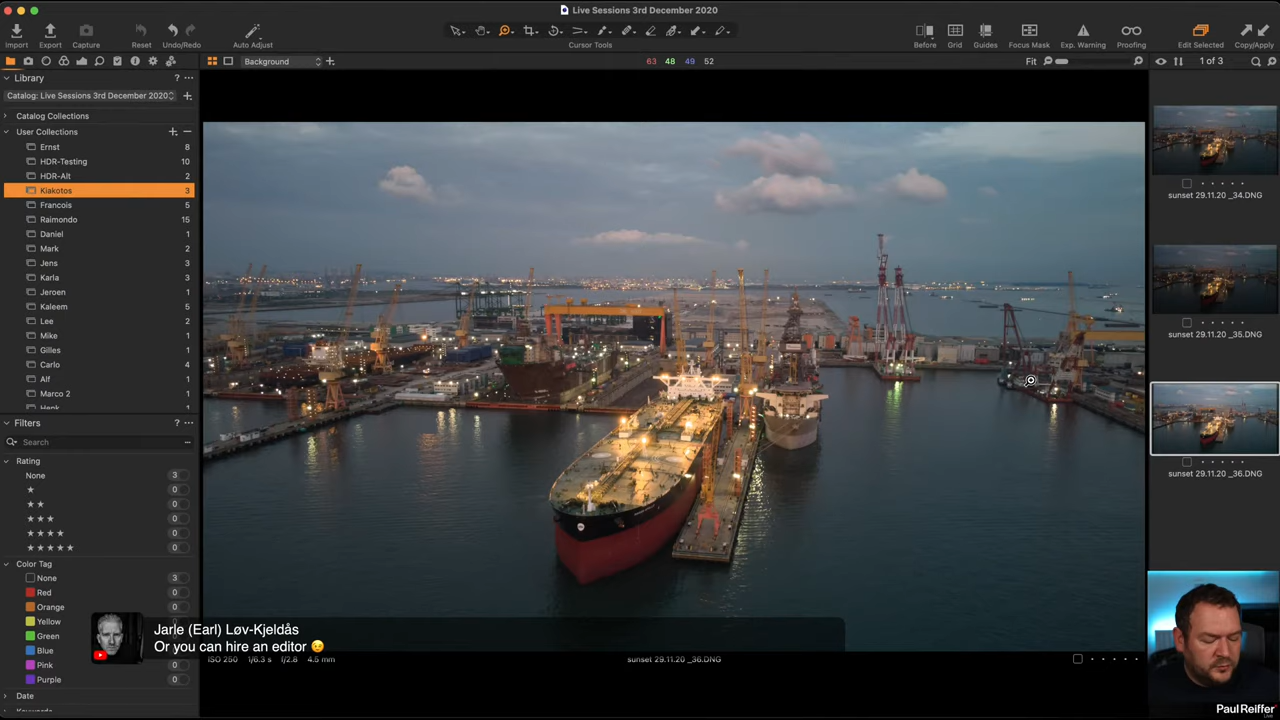 Live Sessions 3rd December 2020
Import
Export
Capture
Reset
Undo/Redo
Auto Adjust
Cursor Tools
Before
Grid
Guides
Focus Mask
Exp. Warning
Proofing
Edit Selected
Copy/Apply
Background
63 48 49 52
Fit
1 of 3
Library
? •••
Catalog: Live Sessions 3rd December 2020
Catalog Collections
User Collections
Ernst 8
HDR-Testing 10
HDR-Alt 2
Kiakotos 3
Francois 5
Raimondo 15
Daniel 1
Mark 2
Jens 3
Karla 3
Jeroen 1
Kaleem 1
Lee 2
Mike 1
Gilles 1
Carlo 4
Alf 1
Marco 2 1
Henk 1
Filters
? •••
Search
Rating
None 3
★ 0
★ ★ 0
★ ★ ★ 0
★ ★ ★ ★ 0
★ ★ ★ ★ ★ 0
Color Tag
None 3
Red 0
Orange 0
Yellow 0
Green 0
Blue 0
Pink 0
Purple 0
Date
Keywords
sunset 29.11.20 _34.DNG
sunset 29.11.20 _35.DNG
sunset 29.11.20 _36.DNG
Jarle (Earl) Løv-Kjeldås
Or you can hire an editor 😉
ISO 250 1/6.3 s f/2.8 4.5 mm
sunset 29.11.20 _36.DNG
Paul Reiffer
Live